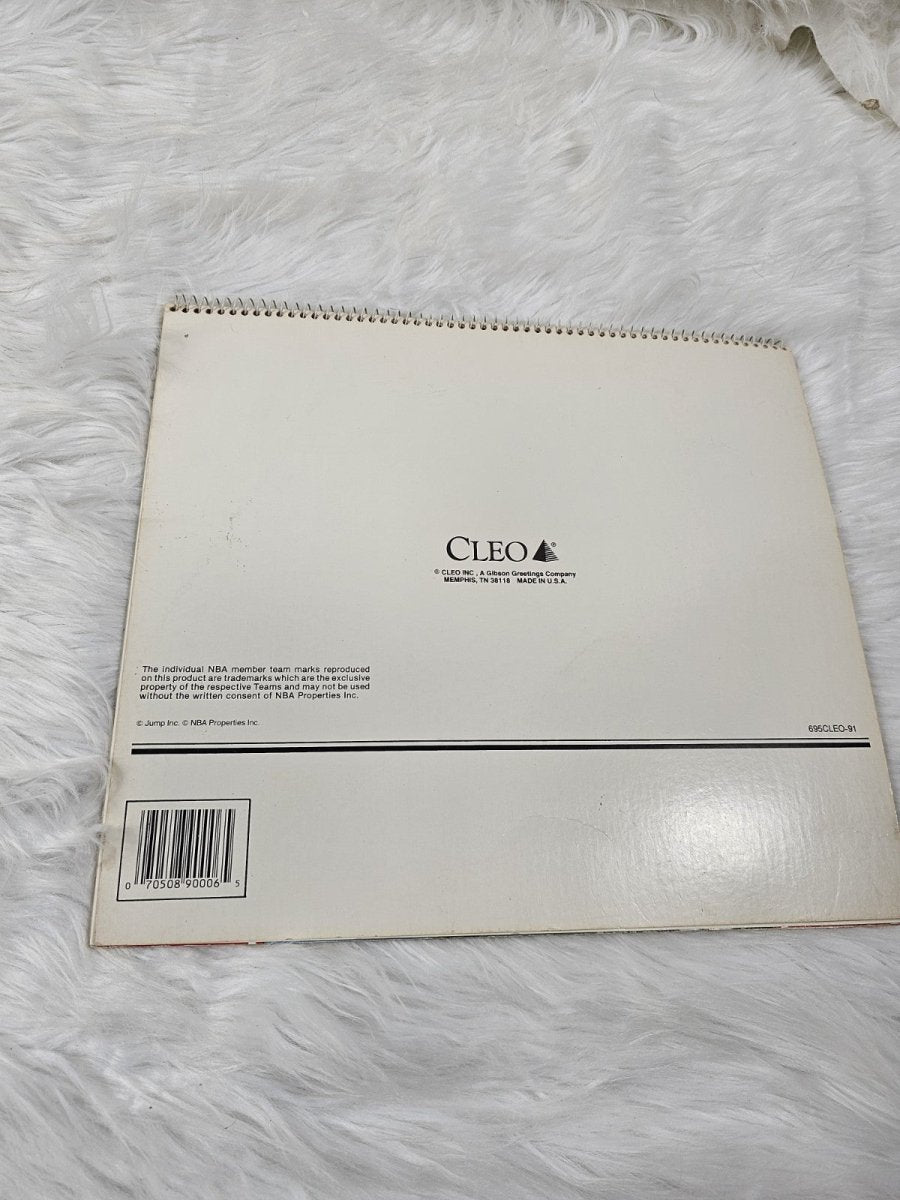 CLEO ®
© CLEO INC., A Gibson Greetings Company
MEMPHIS, TN 38118 MADE IN U.S.A.
The individual NBA member team marks reproduced
on this product are trademarks which are the exclusive
property of the respective Teams and may not be used
without the written consent of NBA Properties Inc.
© Jump Inc. © NBA Properties Inc.
695CLEO-91
0 70508 90006 5